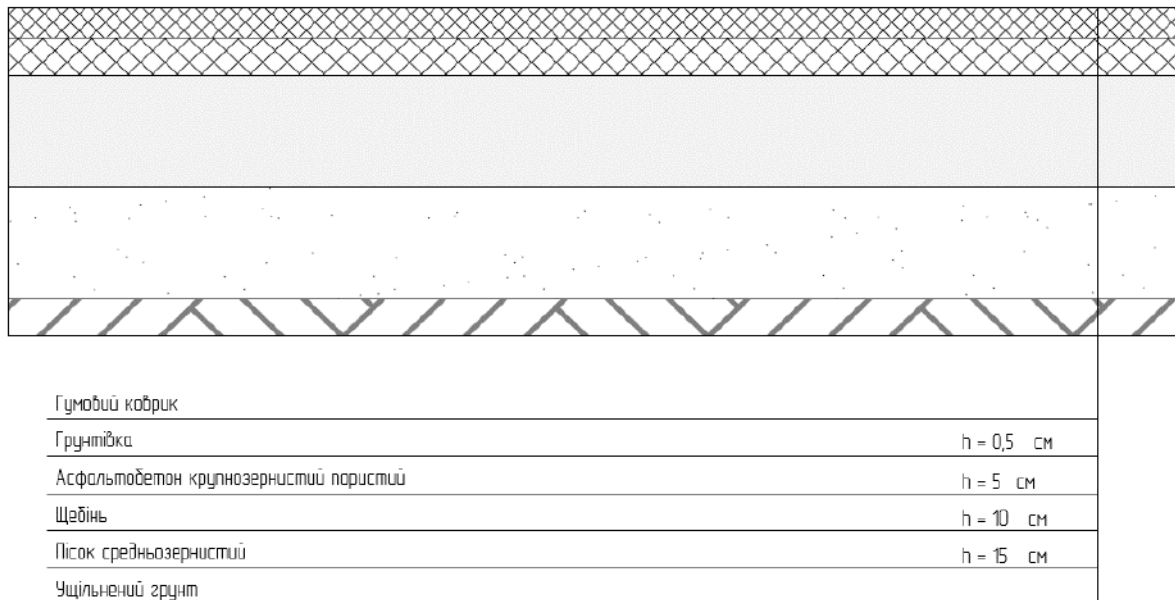 Гумовий коврик
Грунтівка h = 0,5 см
Асфальтобетон крупнозернистий пористий h = 5 см
Щебінь h = 10 см
Пісок средньозернистий h = 15 см
Ущільнений грунт